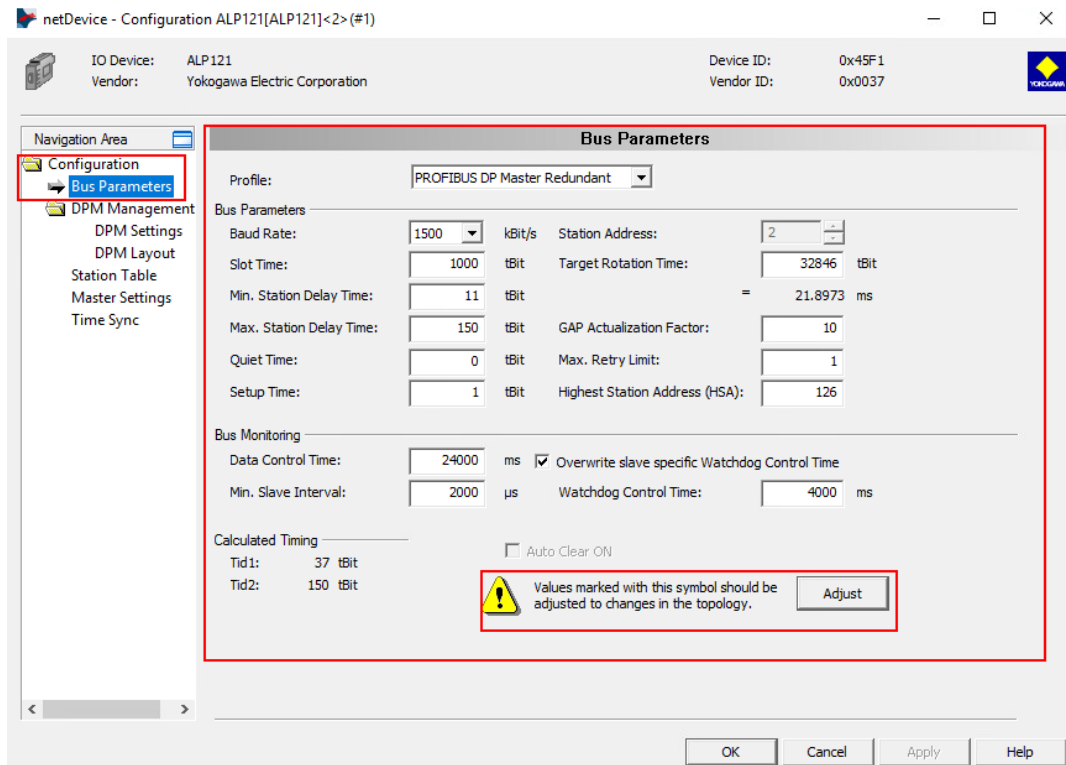 netDevice - Configuration ALP121[ALP121]<2>(#1)
IO Device: ALP121 Device ID: 0x45F1
Vendor: Yokogawa Electric Corporation Vendor ID: 0x0037
YOKOGAWA
Navigation Area
Configuration
Bus Parameters
DPM Management
DPM Settings
DPM Layout
Station Table
Master Settings
Time Sync
Bus Parameters
Profile: PROFIBUS DP Master Redundant
Bus Parameters
Baud Rate: 1500 kBit/s Station Address: 2
Slot Time: 1000 tBit Target Rotation Time: 32846 tBit
Min. Station Delay Time: 11 tBit = 21.8973 ms
Max. Station Delay Time: 150 tBit GAP Actualization Factor: 10
Quiet Time: 0 tBit Max. Retry Limit: 1
Setup Time: 1 tBit Highest Station Address (HSA): 126
Bus Monitoring
Data Control Time: 24000 ms Overwrite slave specific Watchdog Control Time
Min. Slave Interval: 2000 µs Watchdog Control Time: 4000 ms
Calculated Timing
Auto Clear ON
Tid1: 37 tBit
Tid2: 150 tBit
Values marked with this symbol should be
adjusted to changes in the topology.
Adjust
OK Cancel Apply Help